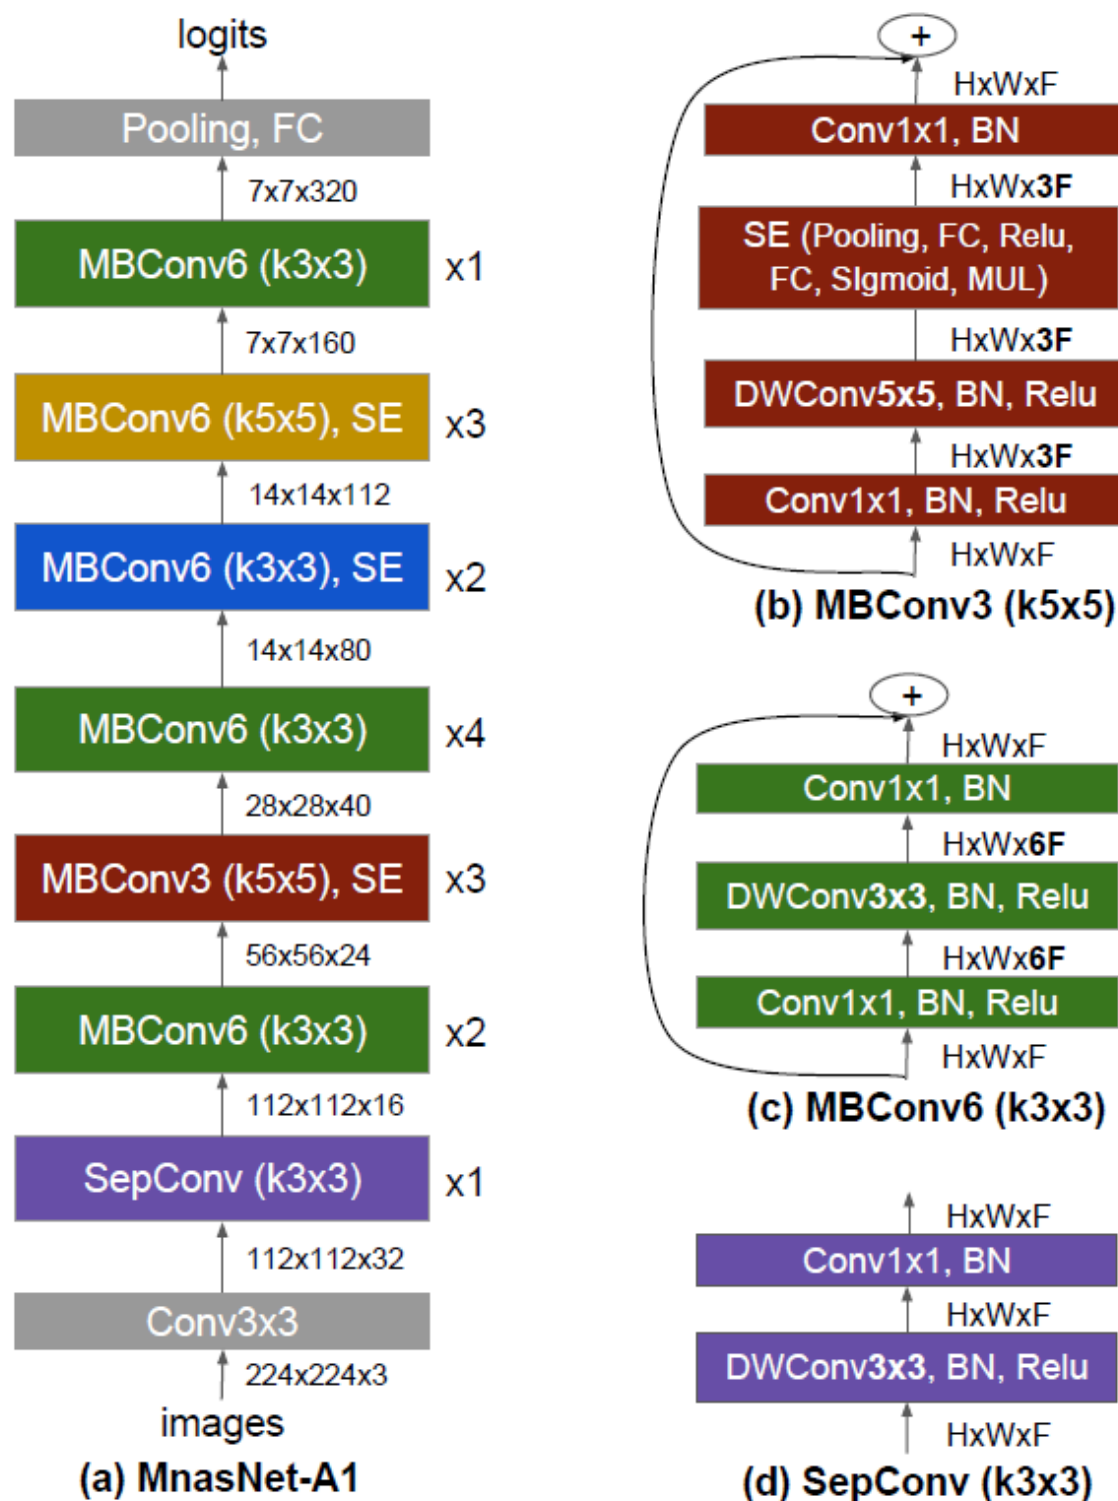 logits
Pooling, FC
7x7x320
MBConv6 (k3x3) x1
7x7x160
MBConv6 (k5x5), SE x3
14x14x112
MBConv6 (k3x3), SE x2
14x14x80
MBConv6 (k3x3) x4
28x28x40
MBConv3 (k5x5), SE x3
56x56x24
MBConv6 (k3x3) x2
112x112x16
SepConv (k3x3) x1
112x112x32
Conv3x3
224x224x3
images
(a) MnasNet-A1
+
HxWxF
Conv1x1, BN
HxWx3F
SE (Pooling, FC, Relu,
FC, SIgmoid, MUL)
HxWx3F
DWConv5x5, BN, Relu
HxWx3F
Conv1x1, BN, Relu
HxWxF
(b) MBConv3 (k5x5)
+
HxWxF
Conv1x1, BN
HxWx6F
DWConv3x3, BN, Relu
HxWx6F
Conv1x1, BN, Relu
HxWxF
(c) MBConv6 (k3x3)
HxWxF
Conv1x1, BN
HxWxF
DWConv3x3, BN, Relu
HxWxF
(d) SepConv (k3x3)